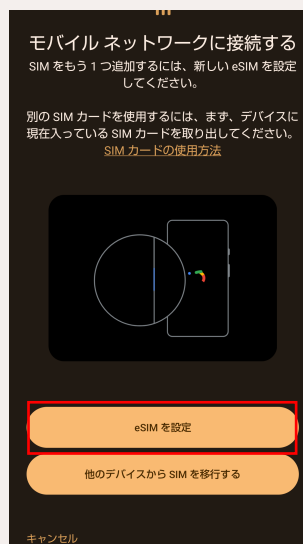 モバイル ネットワークに接続する
SIM をもう 1 つ追加するには、新しい eSIM を設定
してください。
別の SIM カードを使用するには、まず、デバイスに
現在入っている SIM カードを取り出してください。
SIM カードの使用方法
eSIM を設定
他のデバイスから SIM を移行する
キャンセル